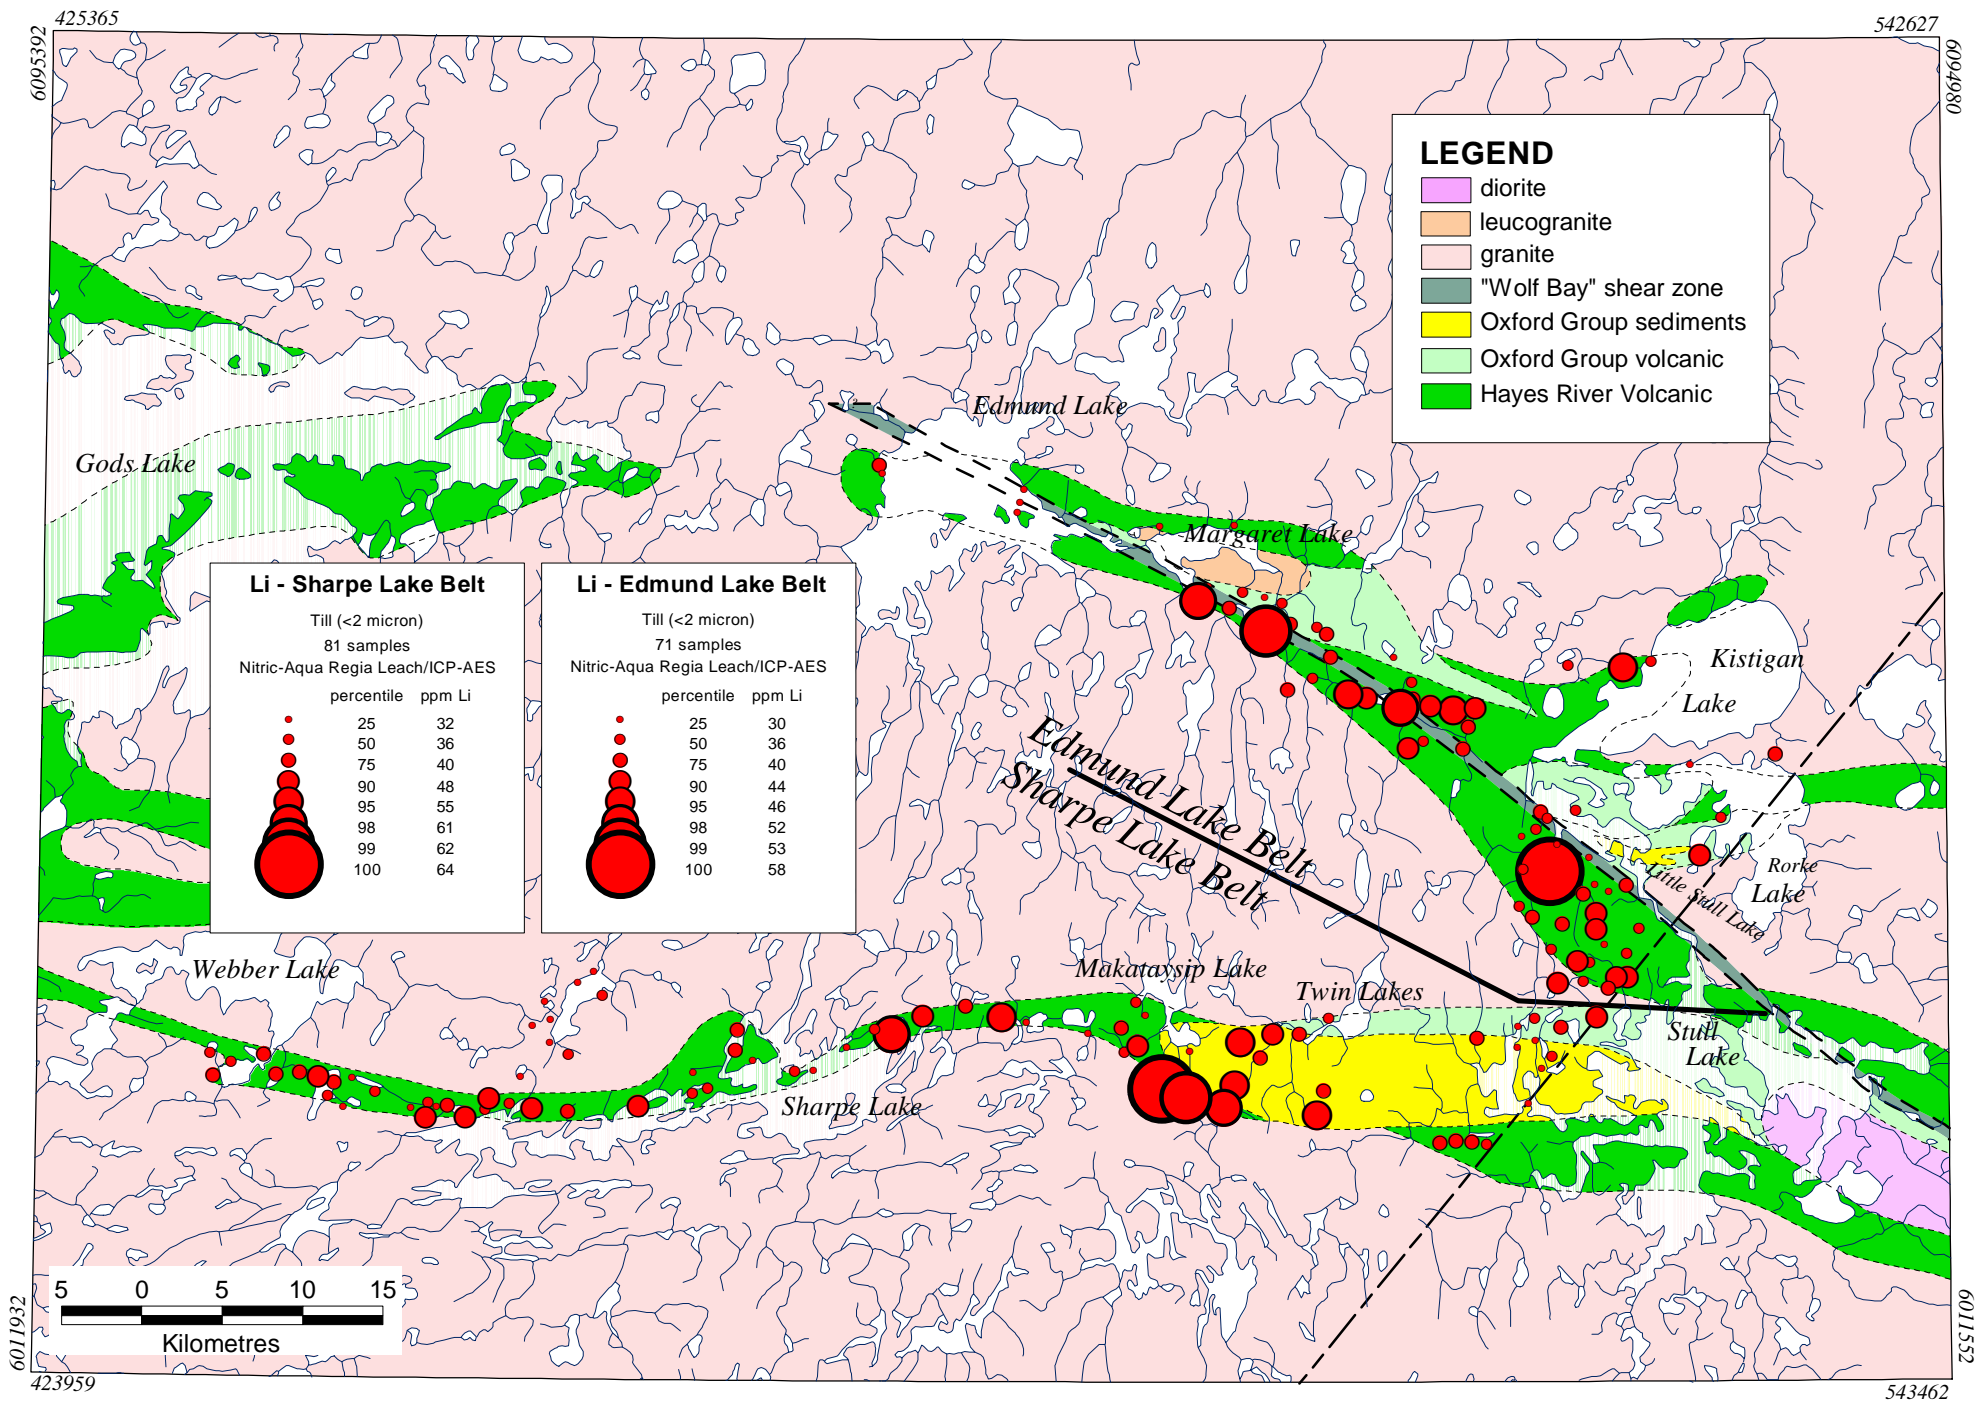 425365
542627
6095392
6094980
LEGEND
diorite
leucogranite
granite
"Wolf Bay" shear zone
Oxford Group sediments
Oxford Group volcanic
Hayes River Volcanic
Edmund Lake
Gods Lake
Margaret Lake
Kistigan
Lake
Li - Sharpe Lake Belt
Till (<2 micron)
81 samples
Nitric-Aqua Regia Leach/ICP-AES
percentile ppm Li
25 32
50 36
75 40
90 48
95 55
98 61
99 62
100 64
Li - Edmund Lake Belt
Till (<2 micron)
71 samples
Nitric-Aqua Regia Leach/ICP-AES
percentile ppm Li
25 30
50 36
75 40
90 44
95 46
98 52
99 53
100 58
Edmund Lake Belt
Sharpe Lake Belt
Rorke
Lake
Little Stull Lake
Webber Lake
Makataysip Lake
Twin Lakes
Stull
Lake
Sharpe Lake
5 0 5 10 15
Kilometres
6011932
6011552
423959
543462